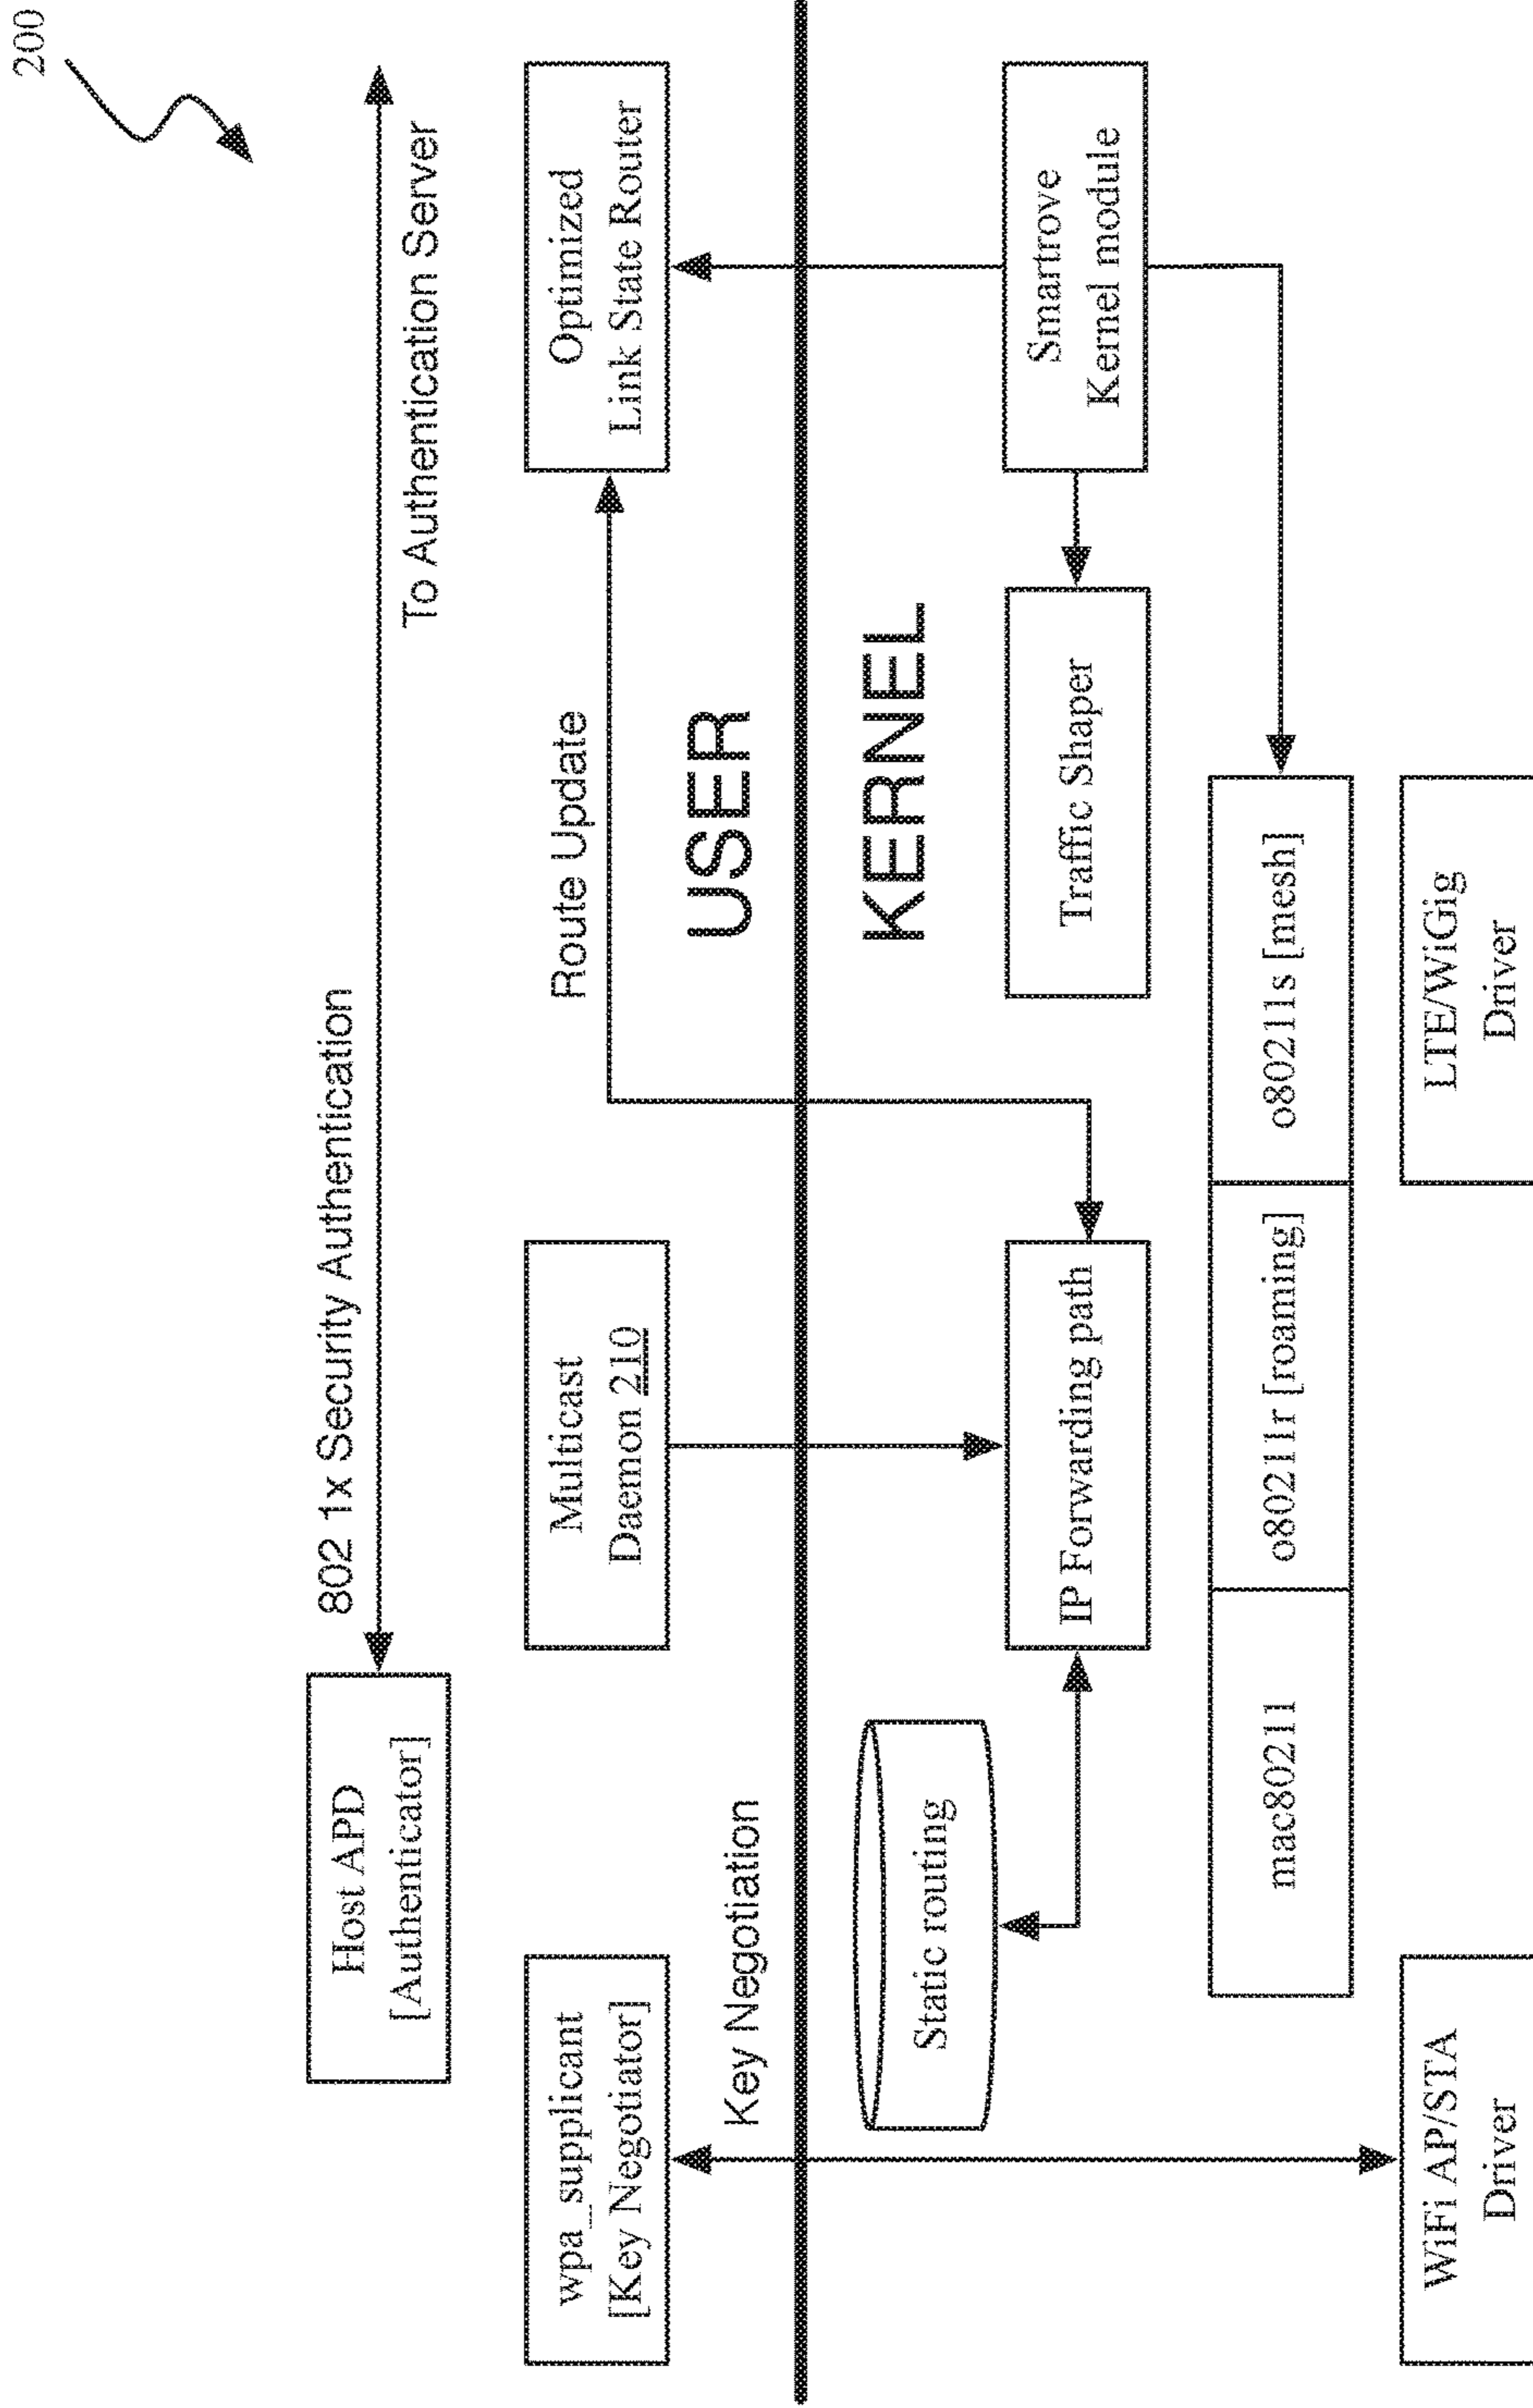 200
802 1x Security Authentication
To Authentication Server
Host APD
[Authenticator]
wpa_supplicant
[Key Negotiator]
Multicast
Daemon 210
Route Update
Optimized
Link State Router
Key Negotiation
USER
KERNEL
Static routing
IP Forwarding path
Traffic Shaper
Smartrove
Kernel module
mac80211
o80211r [roaming]
o80211s [mesh]
WiFi AP/STA
Driver
LTE/WiGig
Driver